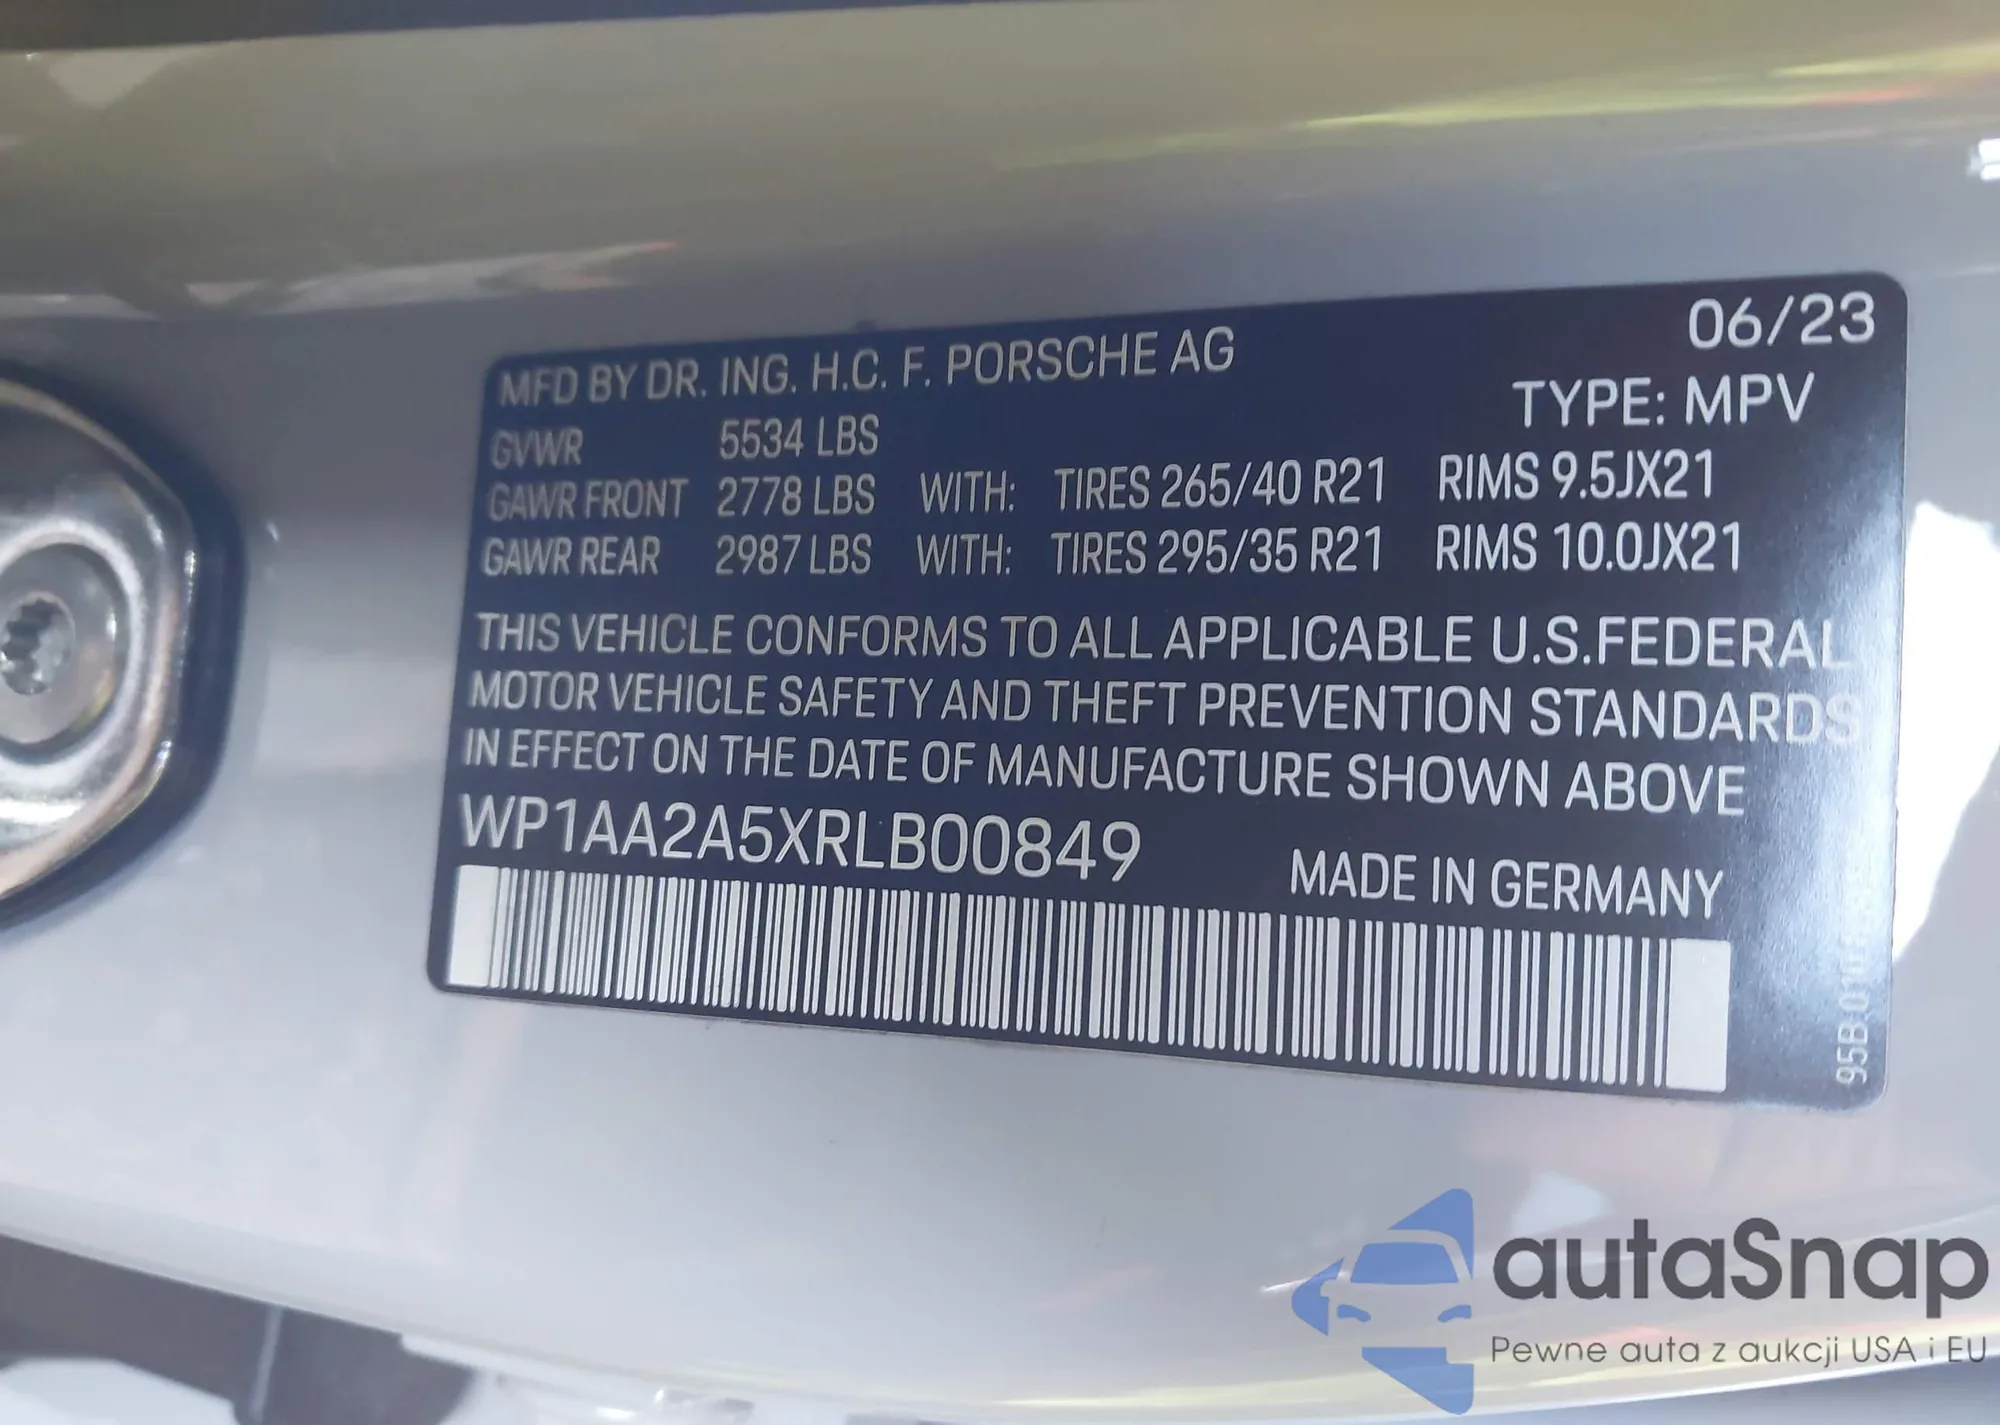 06/23
MFD BY DR. ING. H.C. F. PORSCHE AG
TYPE: MPV
GVWR 5534 LBS
GAWR FRONT 2778 LBS WITH: TIRES 265/40 R21 RIMS 9.5JX21
GAWR REAR 2987 LBS WITH: TIRES 295/35 R21 RIMS 10.0JX21
THIS VEHICLE CONFORMS TO ALL APPLICABLE U.S.FEDERAL
MOTOR VEHICLE SAFETY AND THEFT PREVENTION STANDARDS
IN EFFECT ON THE DATE OF MANUFACTURE SHOWN ABOVE
WP1AA2A5XRLB00849
MADE IN GERMANY
95B
autaSnap
Pewne auta z aukcji USA i EU